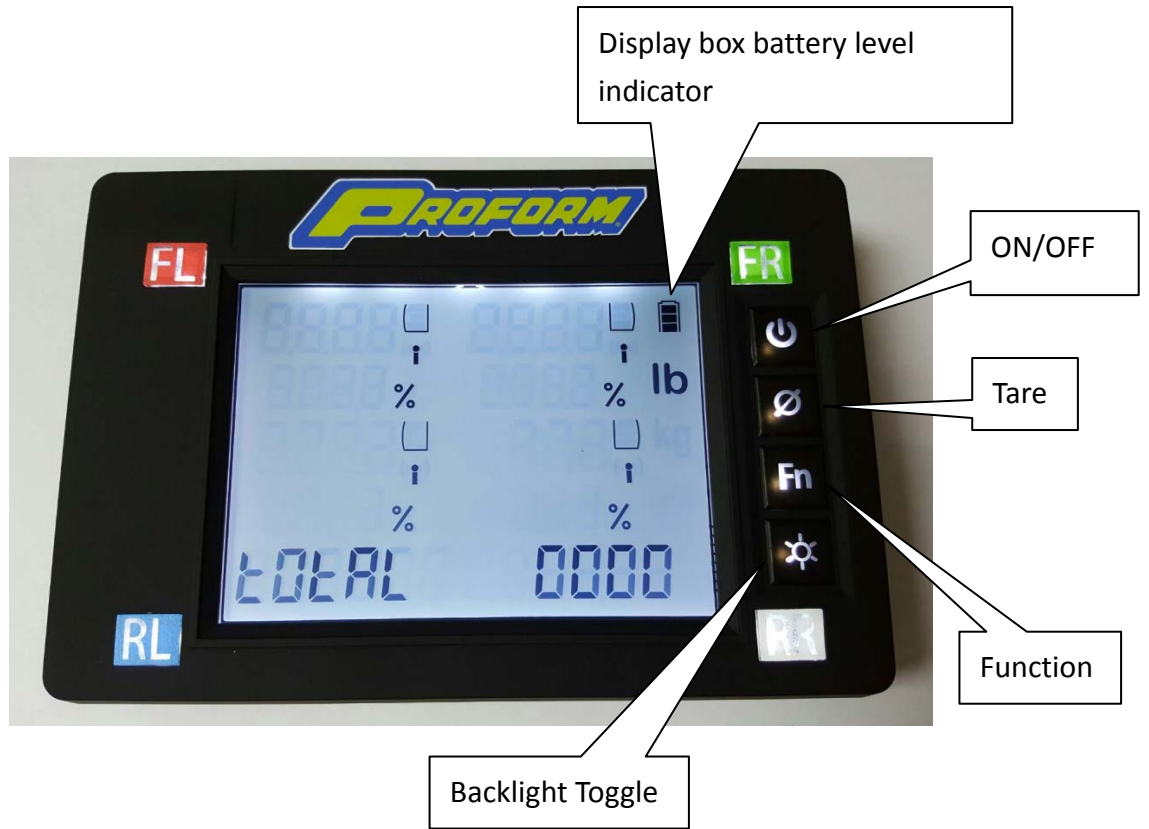 Display box battery level
indicator
PROFORM
FL
FR
ON/OFF
i i
% % lb
Tare
kg
i i
Fn
% %
tOtAL 0000
RL
RR
Function
Backlight Toggle